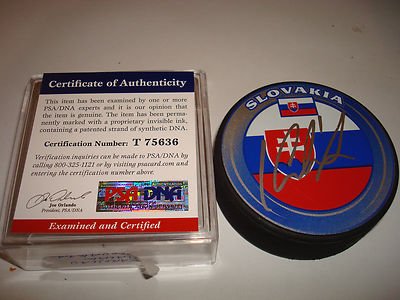 Certificate of Authenticity
This item has been examined by one or more
PSA/DNA experts and it is our opinion that
the item is genuine. The item has been perma-
nently marked with a proprietary invisible ink,
containing a patented strand of synthetic DNA.
Certification Number: T 75636
Verification inquiries can be made to PSA/DNA by
calling 800-325-1121 or by visiting psacard.com and
entering the certification number above.
Joe Orlando
President, PSA/DNA
PSA/DNA
Examined and Certified
SLOVAKIA